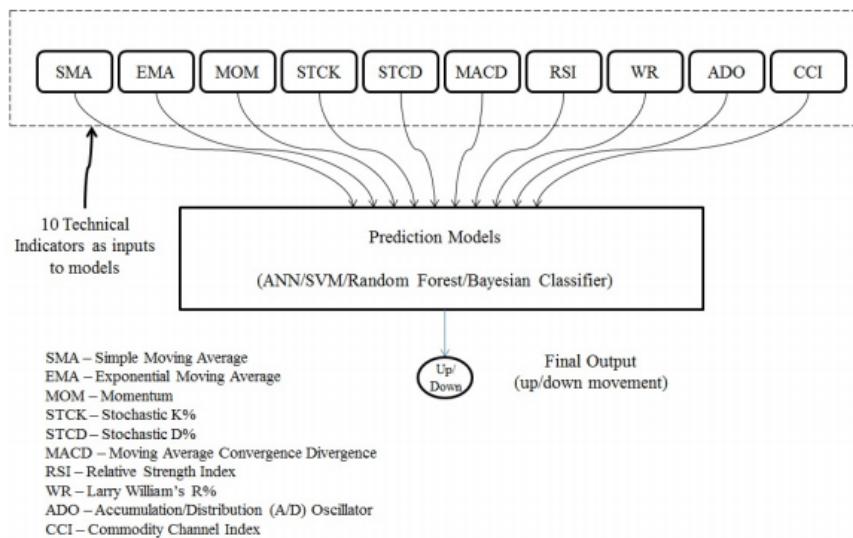 SMA EMA MOM STCK STCD MACD RSI WR ADO CCI
10 Technical
Indicators as inputs
to models
Prediction Models
(ANN/SVM/Random Forest/Bayesian Classifier)
Up/
Down
Final Output
(up/down movement)
SMA – Simple Moving Average
EMA – Exponential Moving Average
MOM – Momentum
STCK – Stochastic K%
STCD – Stochastic D%
MACD – Moving Average Convergence Divergence
RSI – Relative Strength Index
WR – Larry William's R%
ADO – Accumulation/Distribution (A/D) Oscillator
CCI – Commodity Channel Index